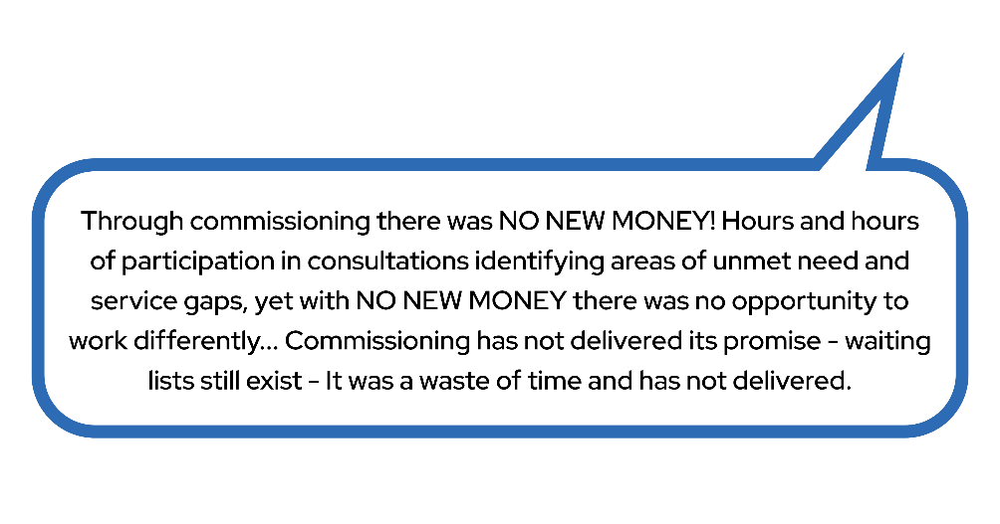 Through commissioning there was NO NEW MONEY! Hours and hours
of participation in consultations identifying areas of unmet need and
service gaps, yet with NO NEW MONEY there was no opportunity to
work differently... Commissioning has not delivered its promise - waiting
lists still exist - It was a waste of time and has not delivered.